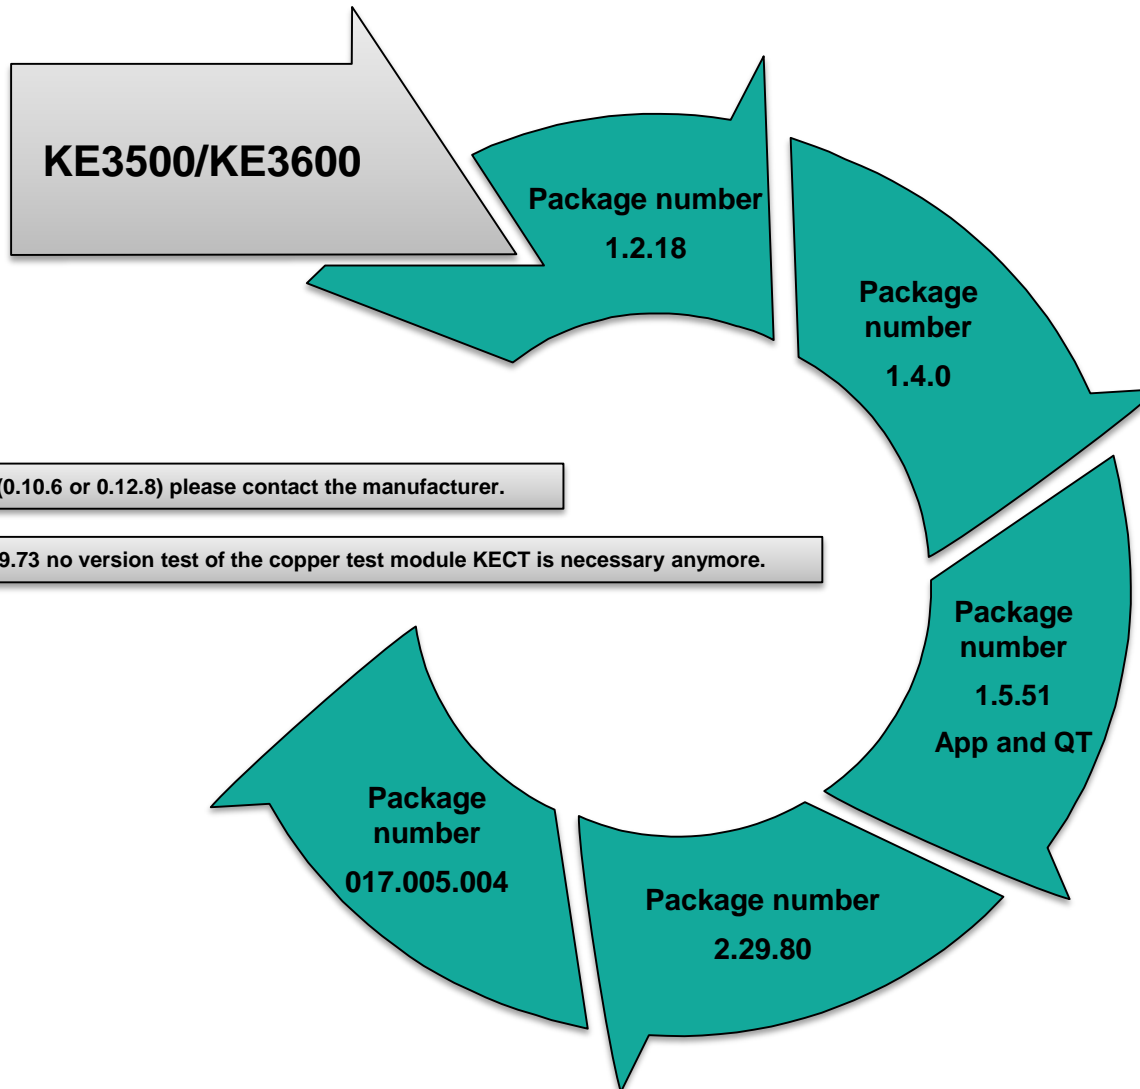 KE3500/KE3600
Package number
1.2.18
Package
number
1.4.0
(0.10.6 or 0.12.8) please contact the manufacturer.
9.73 no version test of the copper test module KECT is necessary anymore.
Package
number
1.5.51
App and QT
Package number
2.29.80
Package
number
017.005.004